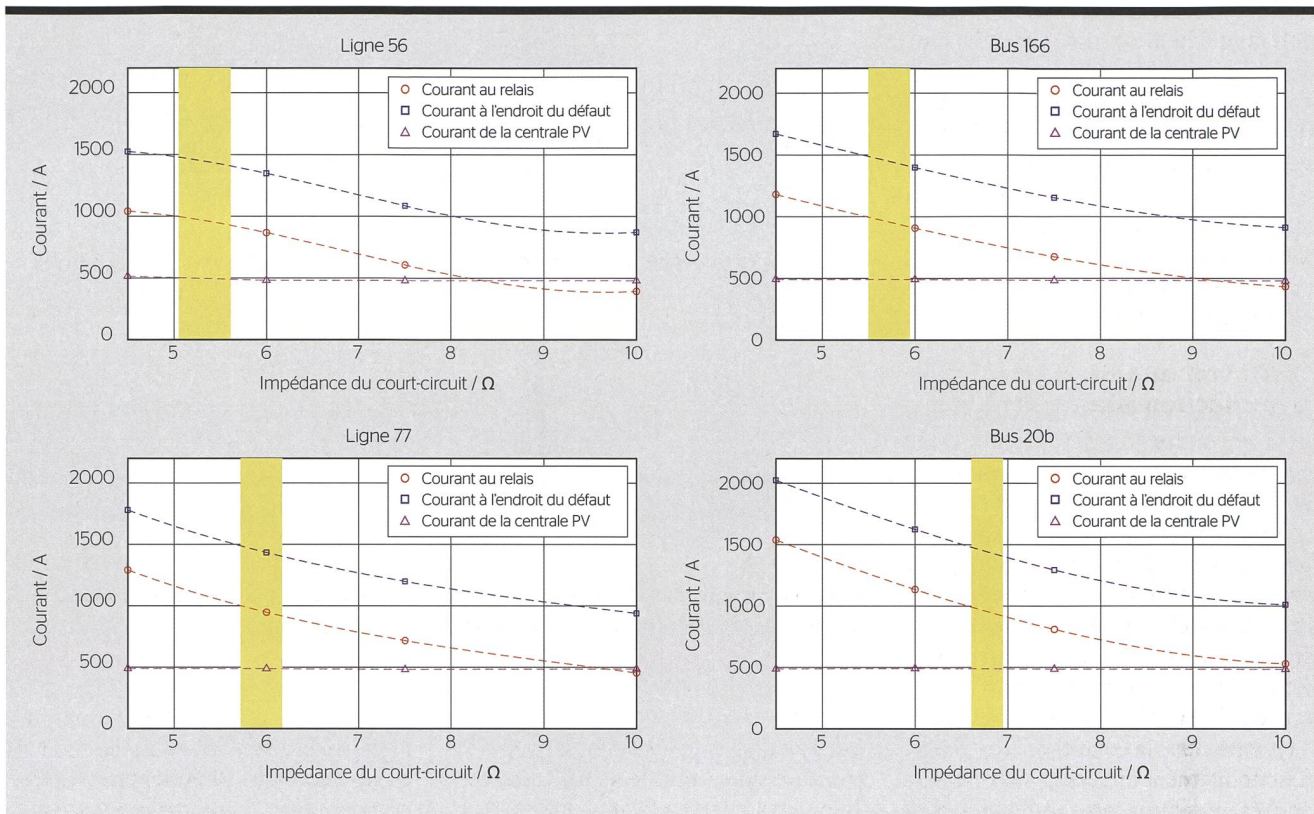 Ligne 56
2000
1500
1000
500
0
Courant / A
Courant au relais
Courant à l'endroit du défaut
Courant de la centrale PV
5 6 7 8 9 10
Impédance du court-circuit / Ω
Bus 166
2000
1500
1000
500
0
Courant / A
Courant au relais
Courant à l'endroit du défaut
Courant de la centrale PV
5 6 7 8 9 10
Impédance du court-circuit / Ω
Ligne 77
2000
1500
1000
500
0
Courant / A
Courant au relais
Courant à l'endroit du défaut
Courant de la centrale PV
5 6 7 8 9 10
Impédance du court-circuit / Ω
Bus 20b
2000
1500
1000
500
0
Courant / A
Courant au relais
Courant à l'endroit du défaut
Courant de la centrale PV
5 6 7 8 9 10
Impédance du court-circuit / Ω